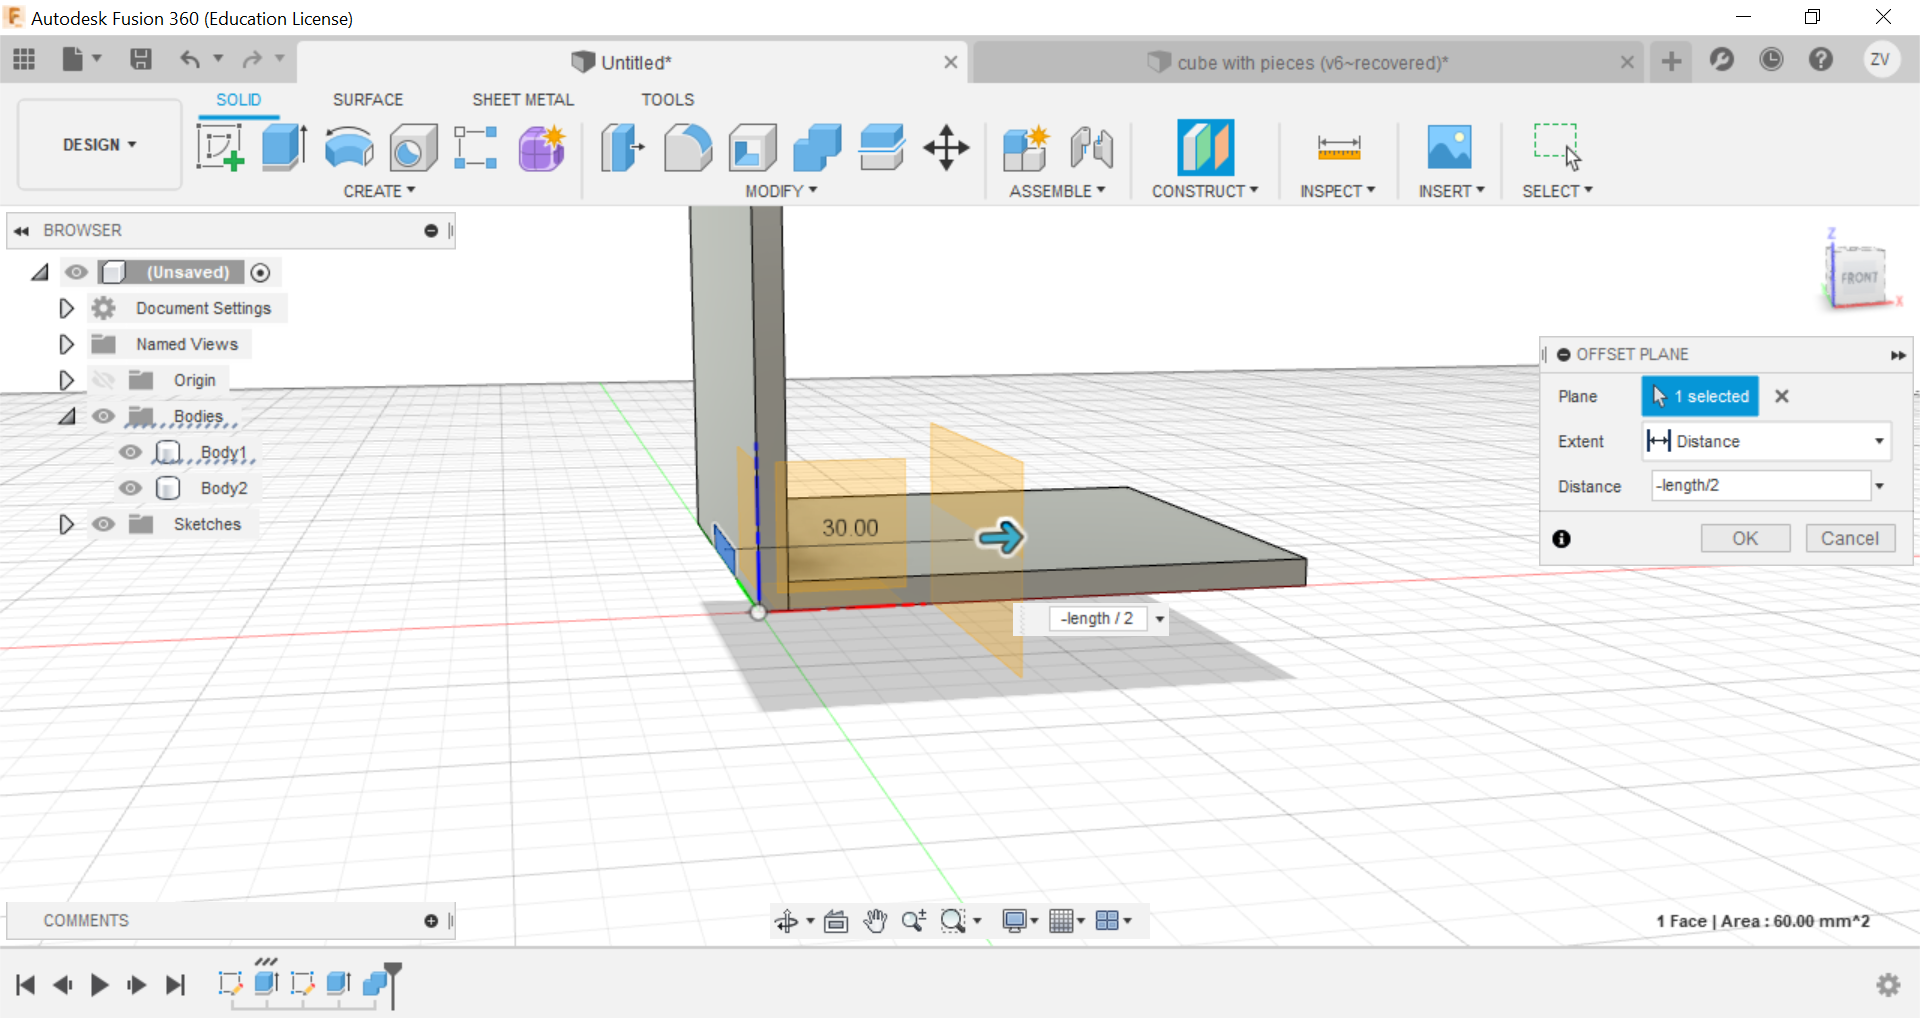 Autodesk Fusion 360 (Education License)
Untitled*
cube with pieces (v6~recovered)*
ZV
DESIGN
SOLID
SURFACE
SHEET METAL
TOOLS
CREATE
MODIFY
ASSEMBLE
CONSTRUCT
INSPECT
INSERT
SELECT
BROWSER
(Unsaved)
Document Settings
Named Views
Origin
Bodies
Body1
Body2
Sketches
30.00
-length / 2
Z
FRONT
X
OFFSET PLANE
Plane
1 selected
Extent
Distance
Distance
-length/2
OK
Cancel
COMMENTS
1 Face | Area : 60.00 mm^2